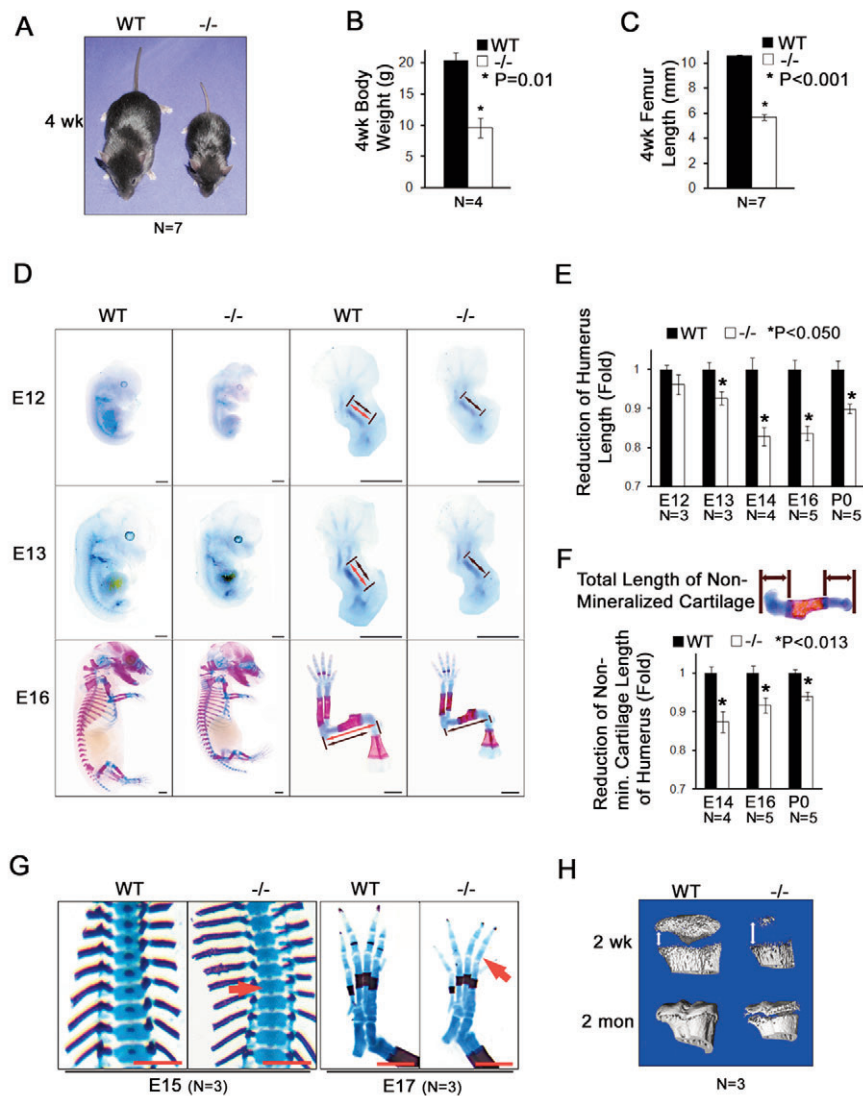 A
WT -/-
4 wk
N=7
B
4wk Body
Weight (g)
20
15
10
5
0
WT
-/-
* P=0.01
*
N=4
C
4wk Femur
Length (mm)
10
8
6
4
2
0
WT
-/-
* P<0.001
*
N=7
D
WT -/- WT -/-
E12
E13
E16
E
WT -/- *P<0.050
Reduction of Humerus
Length (Fold)
1
0.9
0.8
0.7
* * * *
E12 E13 E14 E16 P0
N=3 N=3 N=4 N=5 N=5
F
Total Length of Non-
Mineralized Cartilage
WT -/- *P<0.013
Reduction of Non-
min. Cartilage Length
of Humerus (Fold)
1
0.9
0.8
0.7
* * *
E14 E16 P0
N=4 N=5 N=5
G
WT -/- WT -/-
E15 (N=3) E17 (N=3)
H
WT -/-
2 wk
2 mon
N=3